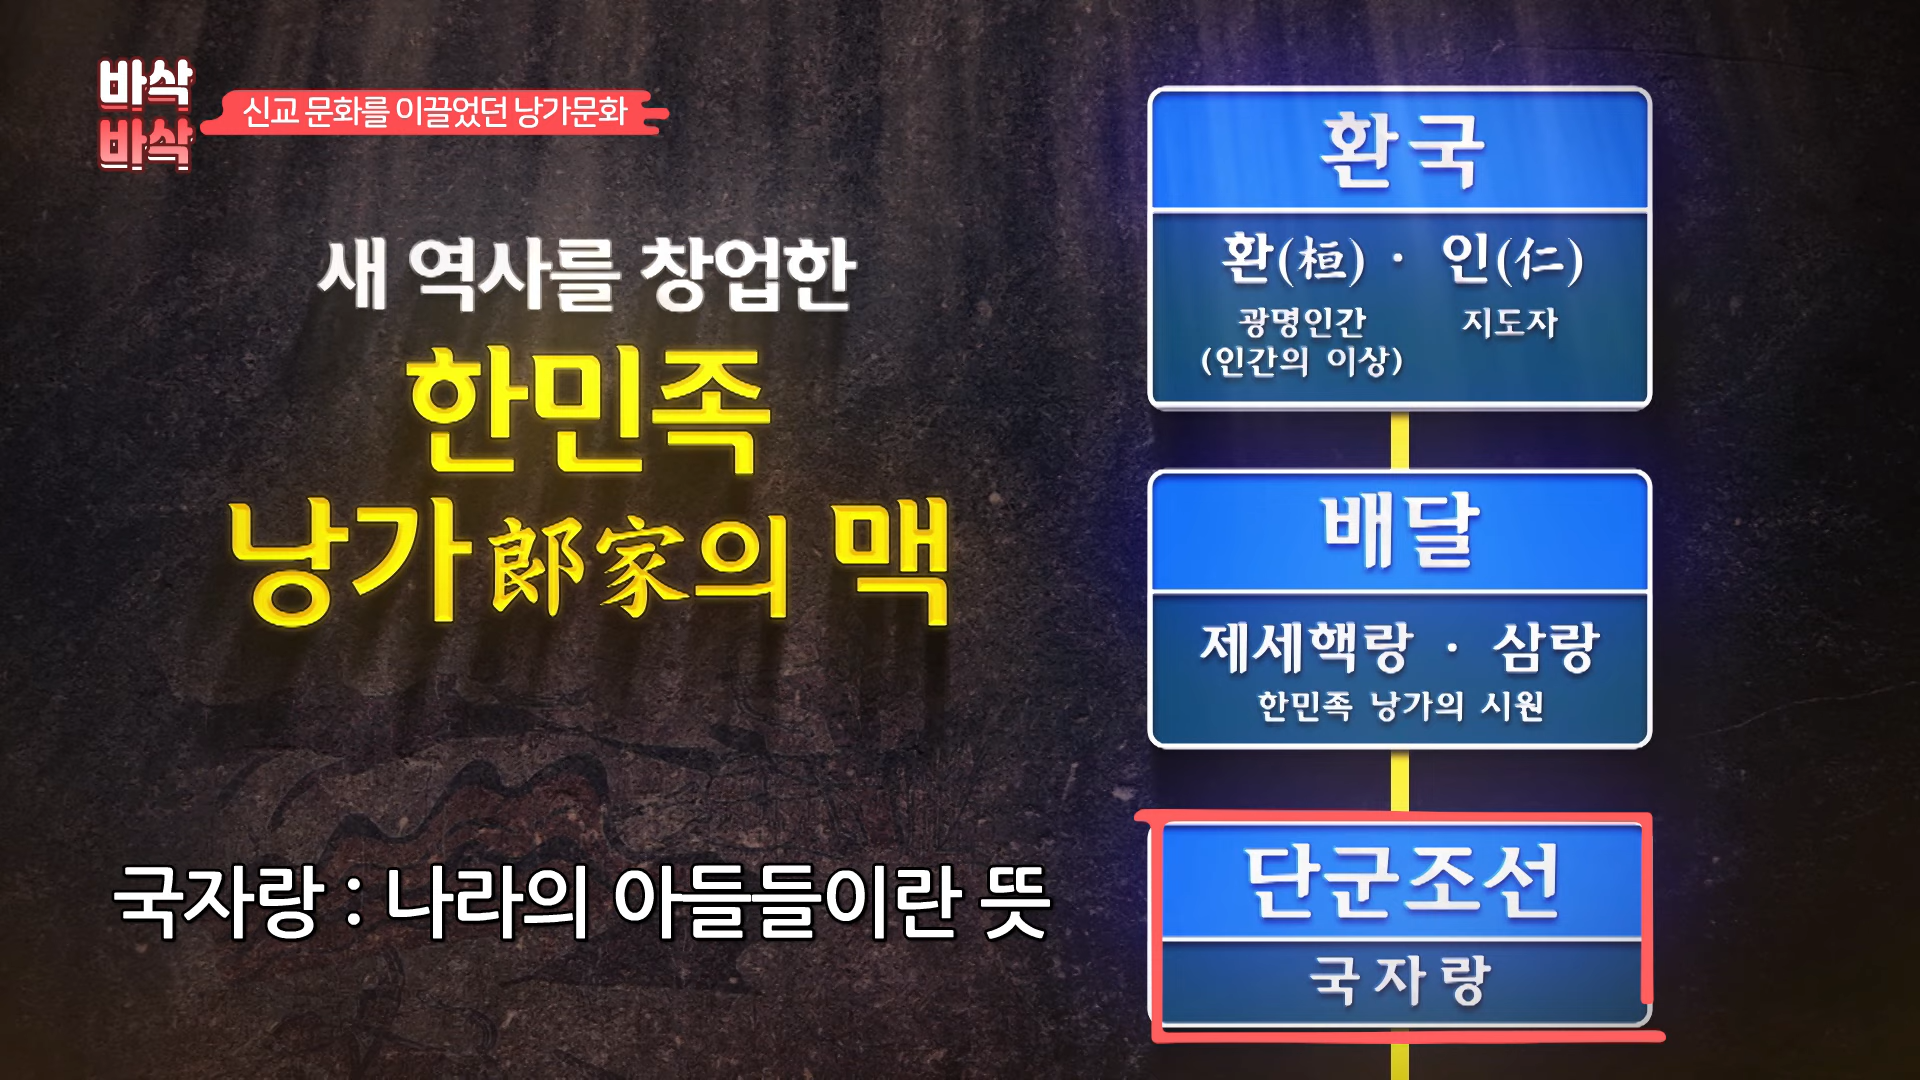 바삭
바삭
신교 문화를 이끌었던 낭가문화
새 역사를 창업한
한민족
낭가郎家의 맥
국자랑 : 나라의 아들들이란 뜻
환국
환(桓) · 인(仁)
광명인간 지도자
(인간의 이상)
배달
제세핵랑 · 삼랑
한민족 낭가의 시원
단군조선
국자랑